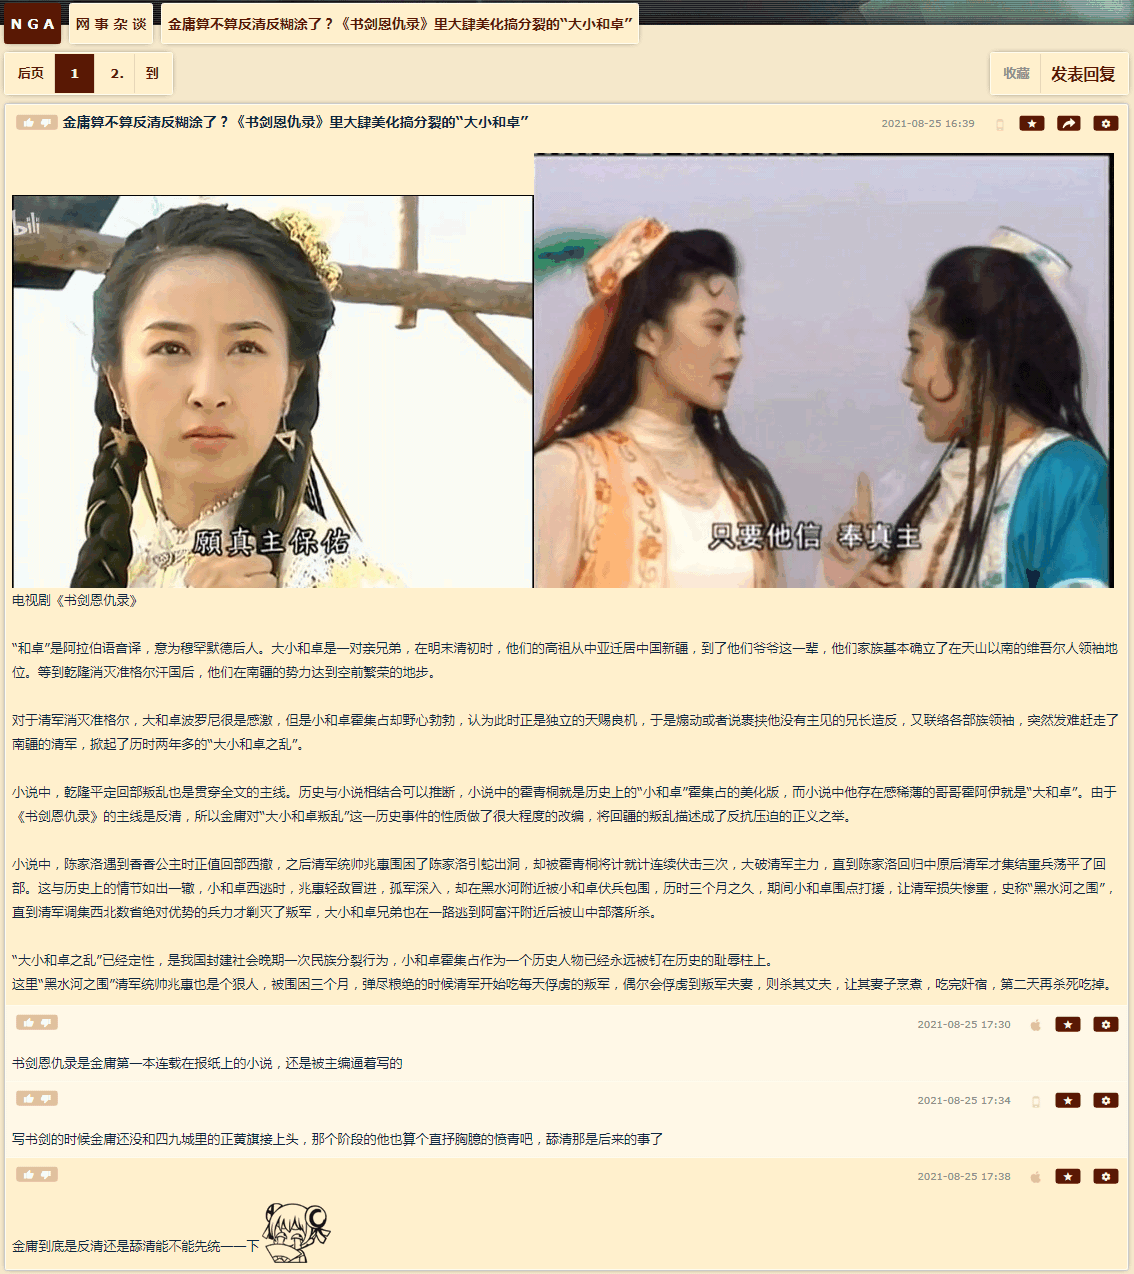 NGA 网事杂谈 金庸算不算反清反糊涂了？《书剑恩仇录》里大肆美化搞分裂的“大小和卓”
后页 1 2. 到 收藏 发表回复
金庸算不算反清反糊涂了？《书剑恩仇录》里大肆美化搞分裂的“大小和卓” 2021-08-25 16:39
bili
願真主保佑
只要他信 奉真主
电视剧《书剑恩仇录》
“和卓”是阿拉伯语音译，意为穆罕默德后人。大小和卓是一对亲兄弟，在明末清初时，他们的高祖从中亚迁居中国新疆，到了他们爷爷这一辈，他们家族基本确立了在天山以南的维吾尔人领袖地
位。等到乾隆消灭准格尔汗国后，他们在南疆的势力达到空前繁荣的地步。
对于清军消灭准格尔，大和卓波罗尼很是感激，但是小和卓霍集占却野心勃勃，认为此时正是独立的天赐良机，于是煽动或者说裹挟他没有主见的兄长造反，又联络各部族领袖，突然发难赶走了
南疆的清军，掀起了历时两年多的“大小和卓之乱”。
小说中，乾隆平定回部叛乱也是贯穿全文的主线。历史与小说相结合可以推断，小说中的霍青桐就是历史上的“小和卓”霍集占的美化版，而小说中他存在感稀薄的哥哥霍阿伊就是“大和卓”。由于
《书剑恩仇录》的主线是反清，所以金庸对“大小和卓叛乱”这一历史事件的性质做了很大程度的改编，将回疆的叛乱描述成了反抗压迫的正义之举。
小说中，陈家洛遇到香香公主时正值回部西撤，之后清军统帅兆惠围困了陈家洛引蛇出洞，却被霍青桐将计就计连续伏击三次，大破清军主力，直到陈家洛回归中原后清军才集结重兵荡平了回
部。这与历史上的情节如出一辙，小和卓西逃时，兆惠轻敌冒进，孤军深入，却在黑水河附近被小和卓伏兵包围，历时三个月之久，期间小和卓围点打援，让清军损失惨重，史称“黑水河之围”，
直到清军调集西北数省绝对优势的兵力才剿灭了叛军，大小和卓兄弟也在一路逃到阿富汗附近后被山中部落所杀。
“大小和卓之乱”已经定性，是我国封建社会晚期一次民族分裂行为，小和卓霍集占作为一个历史人物已经永远被钉在历史的耻辱柱上。
这里“黑水河之围”清军统帅兆惠也是个狠人，被围困三个月，弹尽粮绝的时候清军开始吃每天俘虏的叛军，偶尔会俘虏到叛军夫妻，则杀其丈夫，让其妻子烹煮，吃完奸宿，第二天再杀死吃掉。
2021-08-25 17:30
书剑恩仇录是金庸第一本连载在报纸上的小说，还是被主编逼着写的
2021-08-25 17:34
写书剑的时候金庸还没和四九城里的正黄旗接上头，那个阶段的他也算个直抒胸臆的愤青吧，舔清那是后来的事了
2021-08-25 17:38
金庸到底是反清还是舔清能不能先统一一下